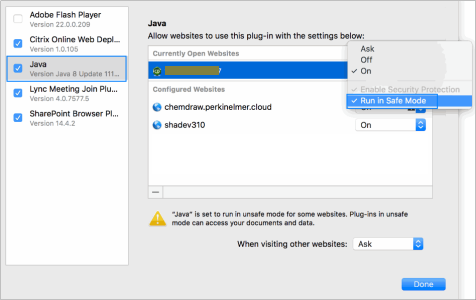 Adobe Flash Player
Version 22.0.0.209
Citrix Online Web Depl...
Version 1.0.105
Java
Version Java 8 Update 111...
Lync Meeting Join Plu...
Version 4.0.7577.5
SharePoint Browser Pl...
Version 14.4.2
Java
Allow websites to use this plug-in with the settings below:
Currently Open Websites
Configured Websites
chemdraw.perkinelmer.cloud
shadev310
On
Ask
Off
✓ On
✓ Enable Security Protection
✓ Run in Safe Mode
"Java" is set to run in unsafe mode for some websites. Plug-ins in unsafe
mode can access your documents and data.
When visiting other websites: Ask
Done